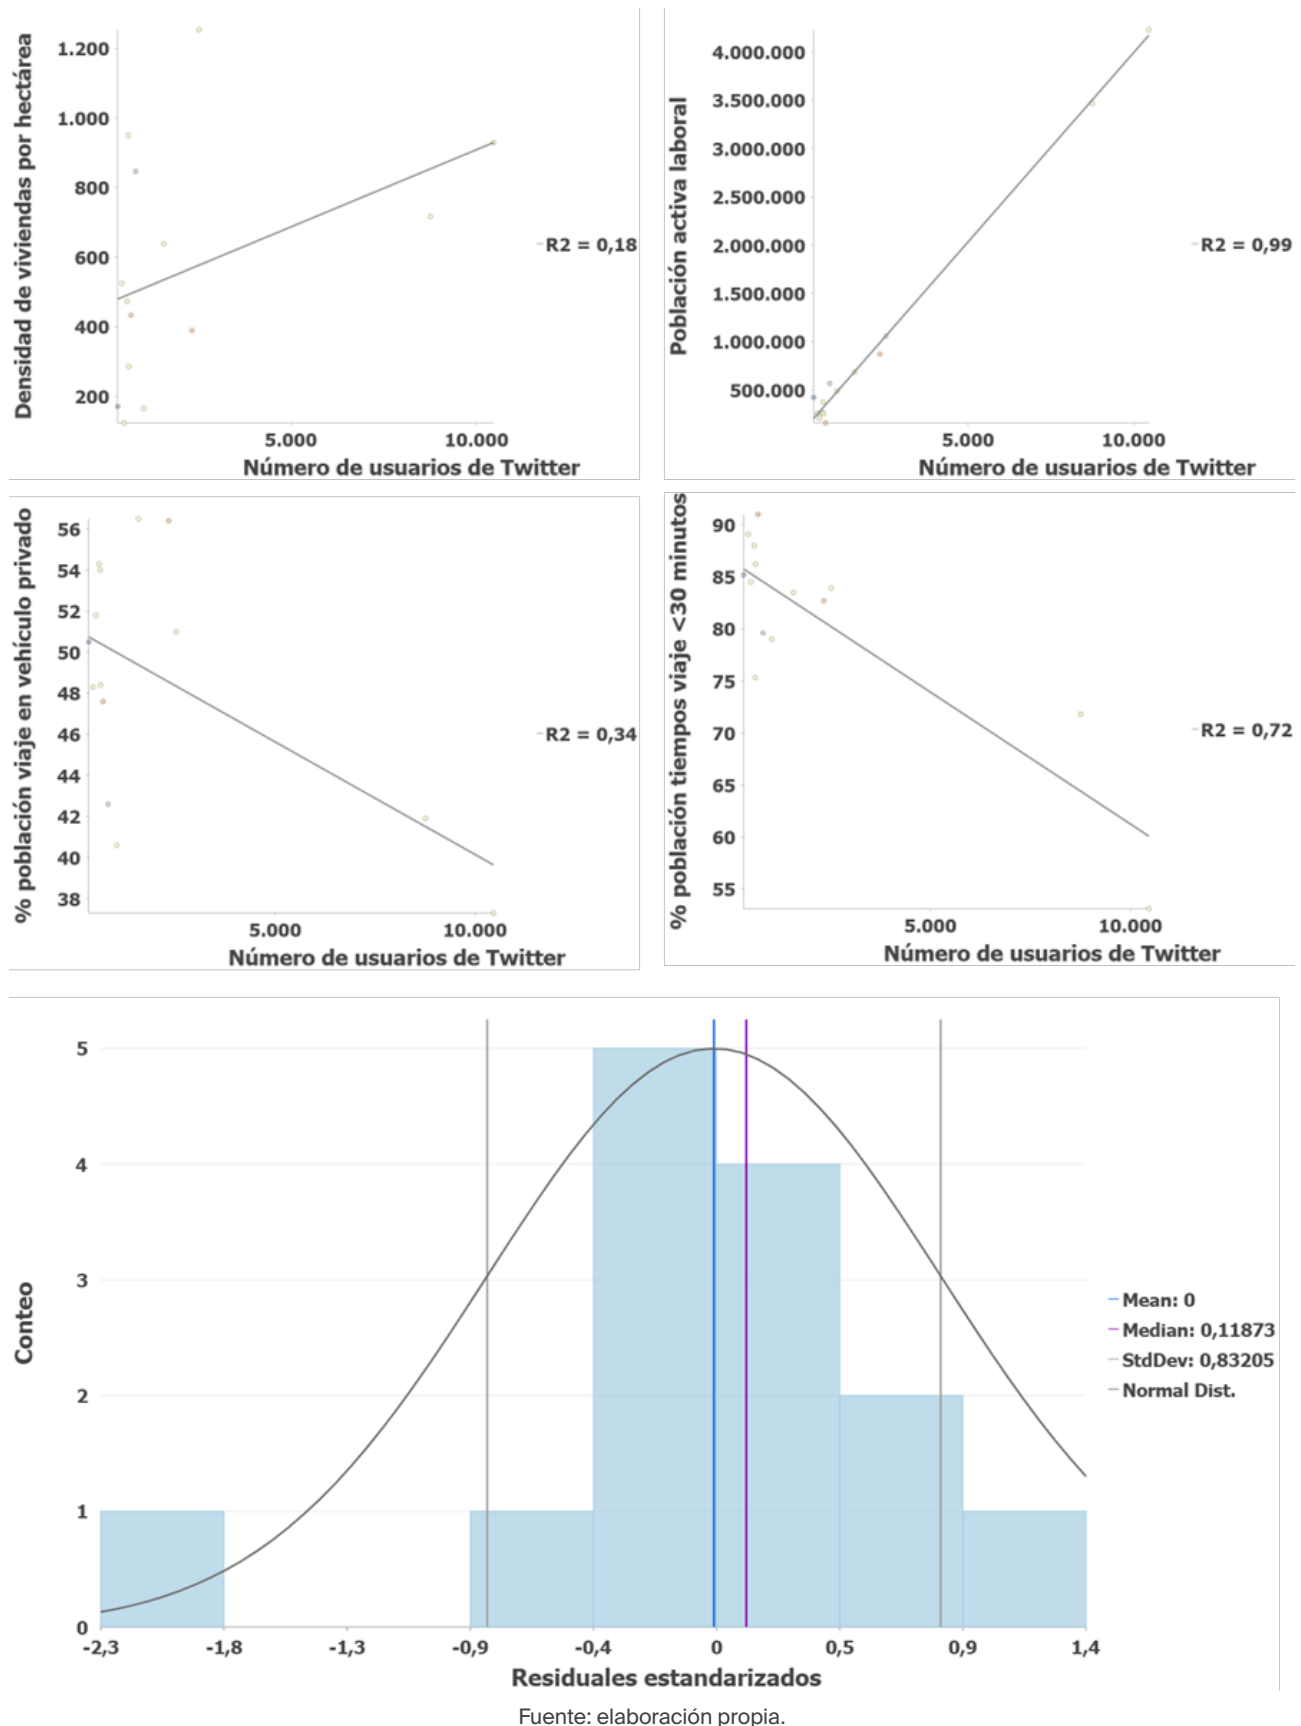 Densidad de viviendas por hectárea
1.200
1.000
800
600
400
200
5.000 10.000
Número de usuarios de Twitter
R2 = 0,18
Población activa laboral
4.000.000
3.500.000
3.000.000
2.500.000
2.000.000
1.500.000
1.000.000
500.000
5.000 10.000
Número de usuarios de Twitter
R2 = 0,99
% población viaje en vehículo privado
56
54
52
50
48
46
44
42
40
38
5.000 10.000
Número de usuarios de Twitter
R2 = 0,34
% población tiempos viaje <30 minutos
90
85
80
75
70
65
60
55
5.000 10.000
Número de usuarios de Twitter
R2 = 0,72
Conteo
5
4
3
2
1
0
-2,3 -1,8 -1,3 -0,9 -0,4 0 0,5 0,9 1,4
Residuales estandarizados
Mean: 0
Median: 0,11873
StdDev: 0,83205
Normal Dist.
Fuente: elaboración propia.